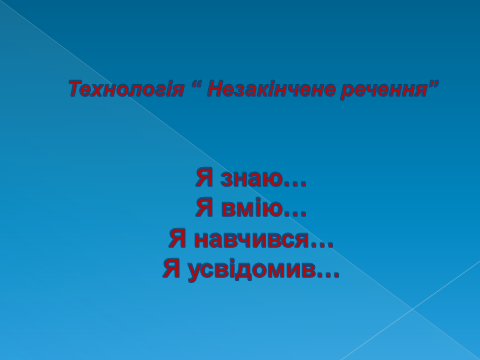 Технологія “ Незакінчене речення”
Я знаю…
Я вмію…
Я навчився…
Я усвідомив…